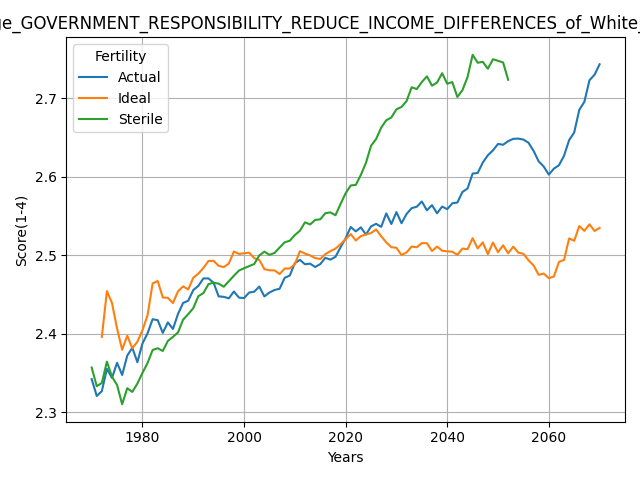 ge_GOVERNMENT_RESPONSIBILITY_REDUCE_INCOME_DIFFERENCES_of_White_
Fertility
Actual
Ideal
Sterile
Score(1-4)
2.7
2.6
2.5
2.4
2.3
1980 2000 2020 2040 2060
Years